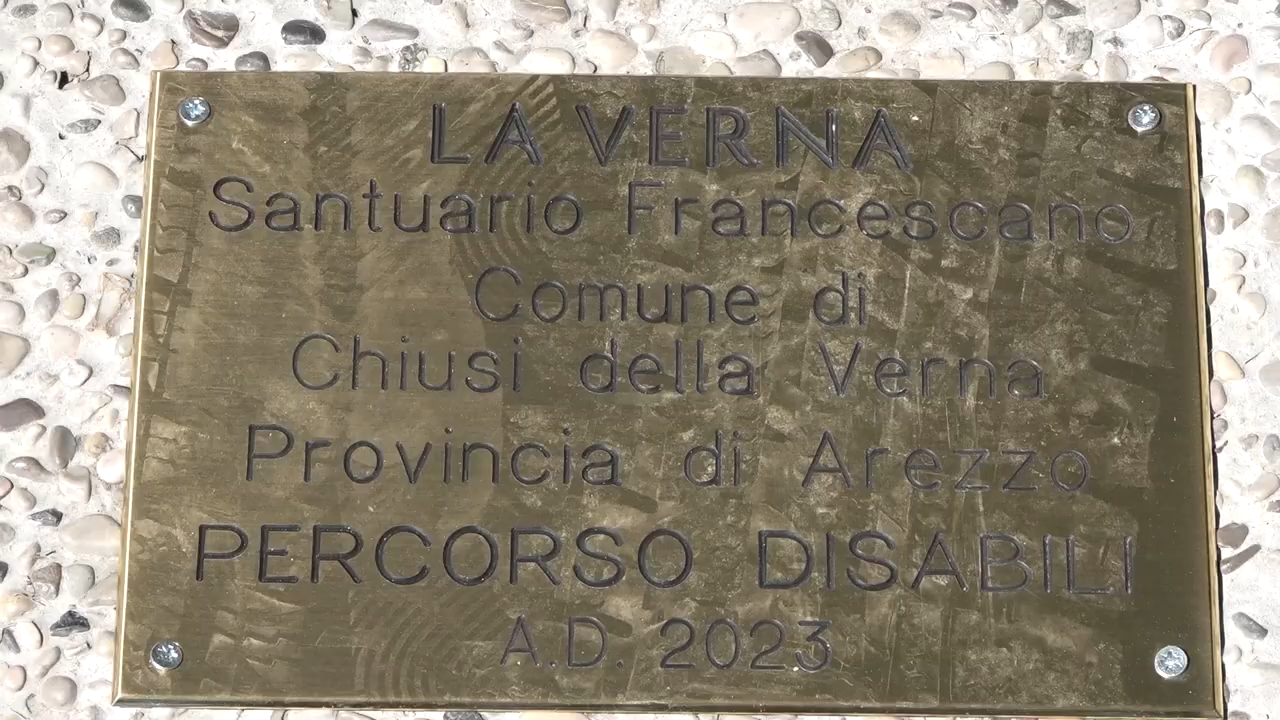 LA VERNA
Santuario Francescano
Comune di
Chiusi della Verna
Provincia di Arezzo
PERCORSO DISABILI
A.D. 2023